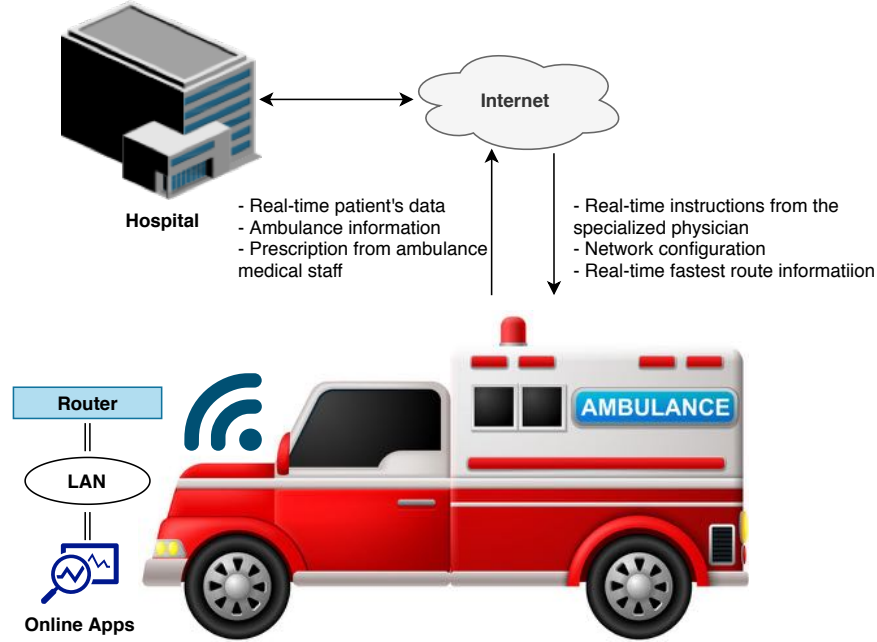 Internet
Hospital
- Real-time patient's data
- Ambulance information
- Prescription from ambulance
medical staff
- Real-time instructions from the
specialized physician
- Network configuration
- Real-time fastest route informatiion
AMBULANCE
Router
LAN
Online Apps